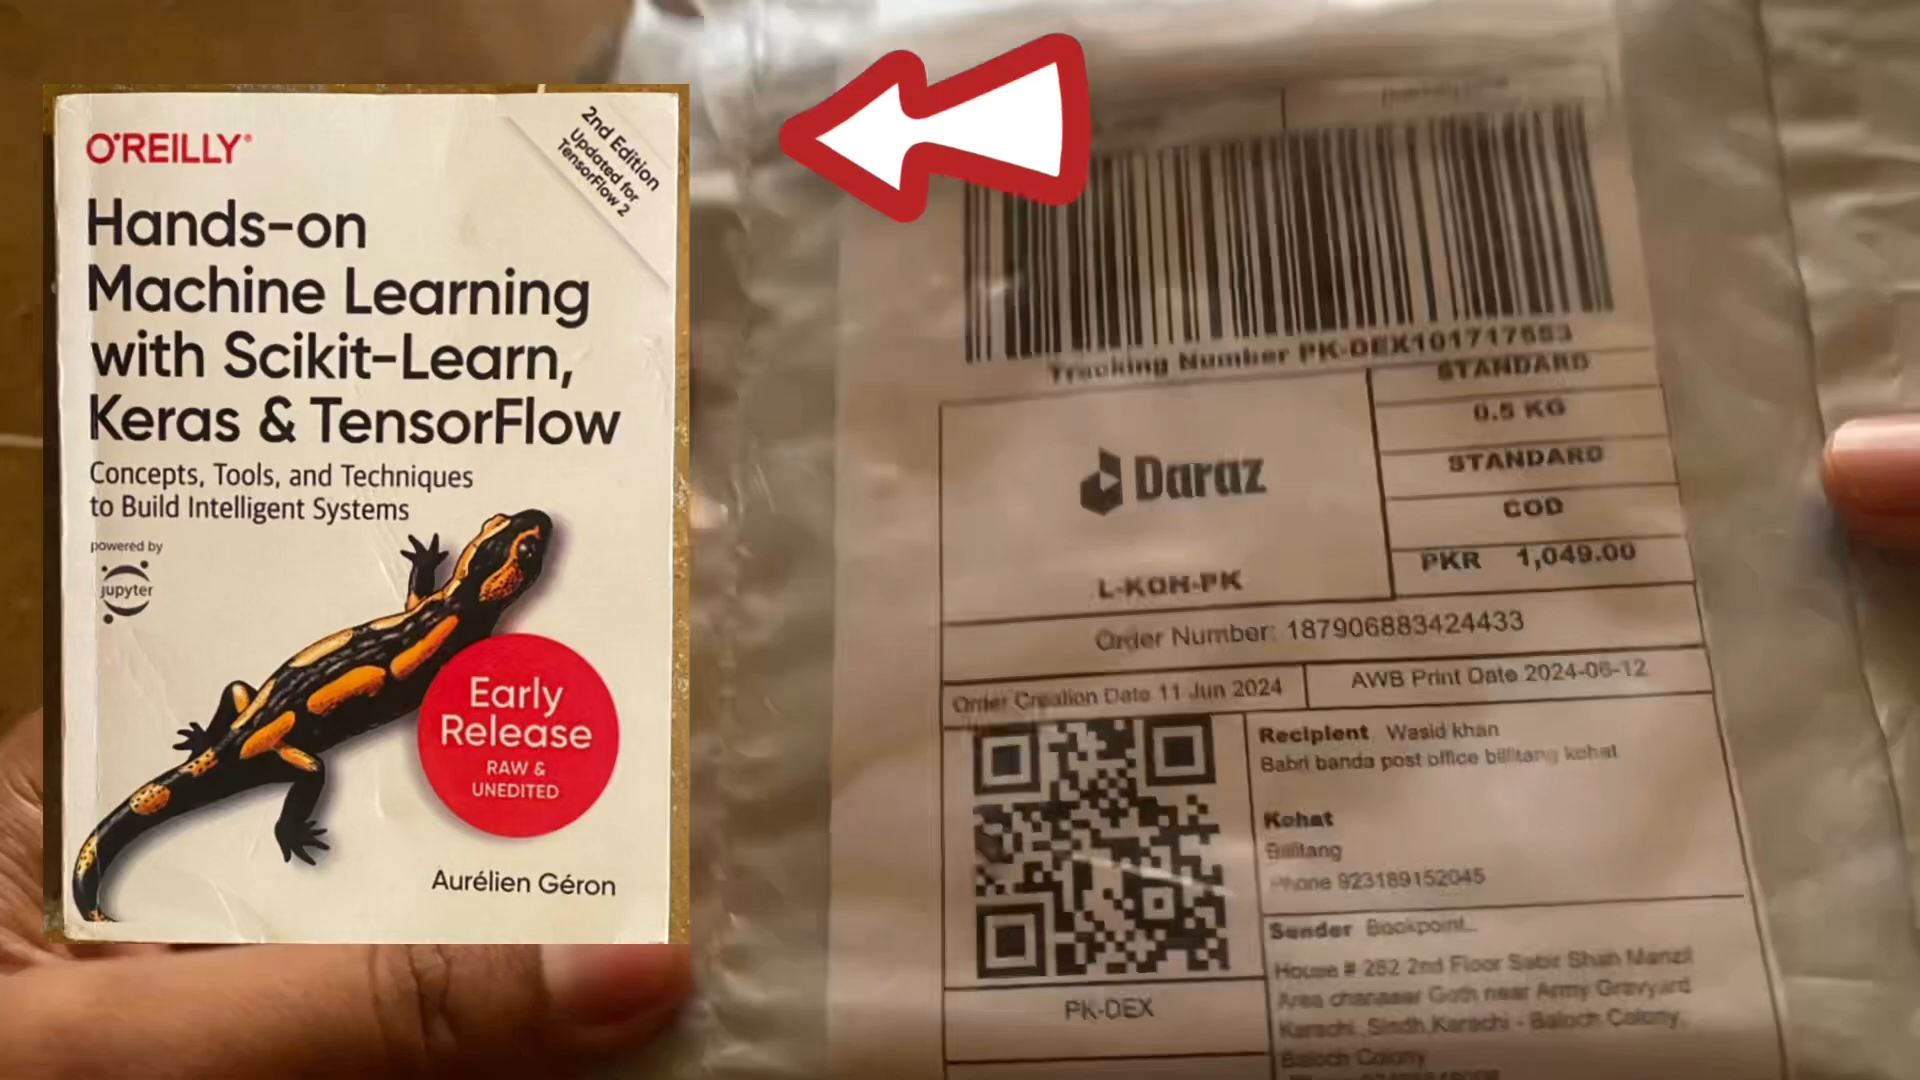 O'REILLY®
2nd Edition
Updated for
TensorFlow 2
Hands-on
Machine Learning
with Scikit-Learn,
Keras & TensorFlow
Concepts, Tools, and Techniques
to Build Intelligent Systems
powered by
jupyter
Early
Release
RAW &
UNEDITED
Aurélien Géron
Tracking Number PK-DEX101717553
STANDARD
0.5 KG
STANDARD
COD
PKR 1,049.00
Daraz
L-KOH-PK
Order Number: 187906883424433
Order Creation Date 11 Jun 2024
AWB Print Date 2024-06-12
Recipient Wasid khan
Babri banda post office billitang kohat
Kohat
Billitang
Phone 923189152045
Sender Bookpoint..
House # 282 2nd Floor Sabir Shah Manzil
Area chanasar Goth near Army Graveyard
Karachi, Sindh,Karachi - Baloch Colony,
Baloch Colony
PK-DEX